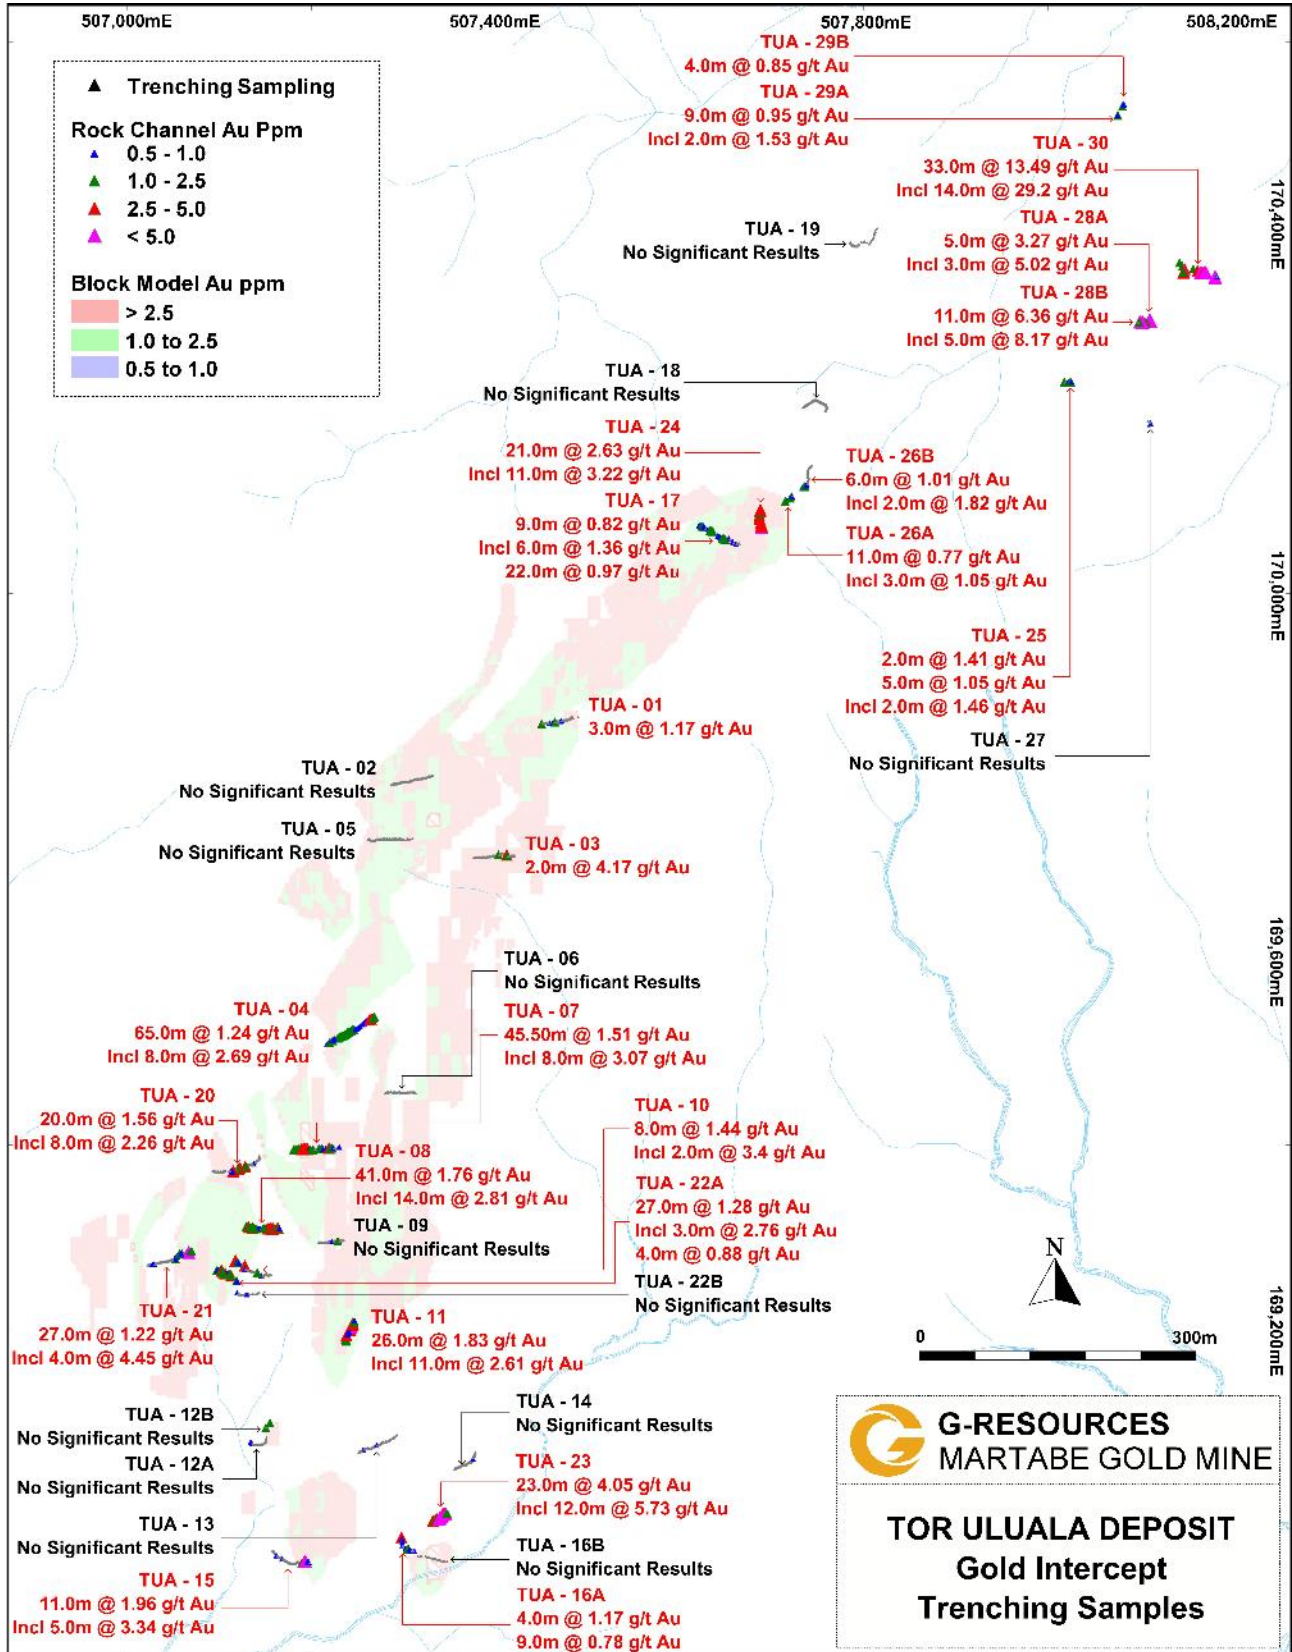 507,000mE
507,400mE
507,800mE
508,200mE
Trenching Sampling
Rock Channel Au Ppm
0.5 - 1.0
1.0 - 2.5
2.5 - 5.0
< 5.0
Block Model Au ppm
> 2.5
1.0 to 2.5
0.5 to 1.0
TUA - 29B
4.0m @ 0.85 g/t Au
TUA - 29A
9.0m @ 0.95 g/t Au
Incl 2.0m @ 1.53 g/t Au
TUA - 30
33.0m @ 13.49 g/t Au
Incl 14.0m @ 29.2 g/t Au
TUA - 28A
5.0m @ 3.27 g/t Au
Incl 3.0m @ 5.02 g/t Au
TUA - 28B
11.0m @ 6.36 g/t Au
Incl 5.0m @ 8.17 g/t Au
170,400mE
TUA - 19
No Significant Results
TUA - 18
No Significant Results
TUA - 24
21.0m @ 2.63 g/t Au
Incl 11.0m @ 3.22 g/t Au
TUA - 17
9.0m @ 0.82 g/t Au
Incl 6.0m @ 1.36 g/t Au
22.0m @ 0.97 g/t Au
TUA - 26B
6.0m @ 1.01 g/t Au
Incl 2.0m @ 1.82 g/t Au
TUA - 26A
11.0m @ 0.77 g/t Au
Incl 3.0m @ 1.05 g/t Au
170,000mE
TUA - 25
2.0m @ 1.41 g/t Au
5.0m @ 1.05 g/t Au
Incl 2.0m @ 1.46 g/t Au
TUA - 27
No Significant Results
TUA - 01
3.0m @ 1.17 g/t Au
TUA - 02
No Significant Results
TUA - 05
No Significant Results
TUA - 03
2.0m @ 4.17 g/t Au
169,600mE
TUA - 06
No Significant Results
TUA - 04
65.0m @ 1.24 g/t Au
Incl 8.0m @ 2.69 g/t Au
TUA - 07
45.50m @ 1.51 g/t Au
Incl 8.0m @ 3.07 g/t Au
TUA - 20
20.0m @ 1.56 g/t Au
Incl 8.0m @ 2.26 g/t Au
TUA - 10
8.0m @ 1.44 g/t Au
Incl 2.0m @ 3.4 g/t Au
TUA - 08
41.0m @ 1.76 g/t Au
Incl 14.0m @ 2.81 g/t Au
TUA - 22A
27.0m @ 1.28 g/t Au
Incl 3.0m @ 2.76 g/t Au
4.0m @ 0.88 g/t Au
TUA - 09
No Significant Results
TUA - 22B
No Significant Results
TUA - 21
27.0m @ 1.22 g/t Au
Incl 4.0m @ 4.45 g/t Au
TUA - 11
26.0m @ 1.83 g/t Au
Incl 11.0m @ 2.61 g/t Au
N
0 300m
169,200mE
TUA - 12B
No Significant Results
TUA - 12A
No Significant Results
TUA - 13
No Significant Results
TUA - 15
11.0m @ 1.96 g/t Au
Incl 5.0m @ 3.34 g/t Au
TUA - 14
No Significant Results
TUA - 23
23.0m @ 4.05 g/t Au
Incl 12.0m @ 5.73 g/t Au
TUA - 16B
No Significant Results
TUA - 16A
4.0m @ 1.17 g/t Au
9.0m @ 0.78 g/t Au
G-RESOURCES
MARTABE GOLD MINE
TOR ULUALA DEPOSIT
Gold Intercept
Trenching Samples